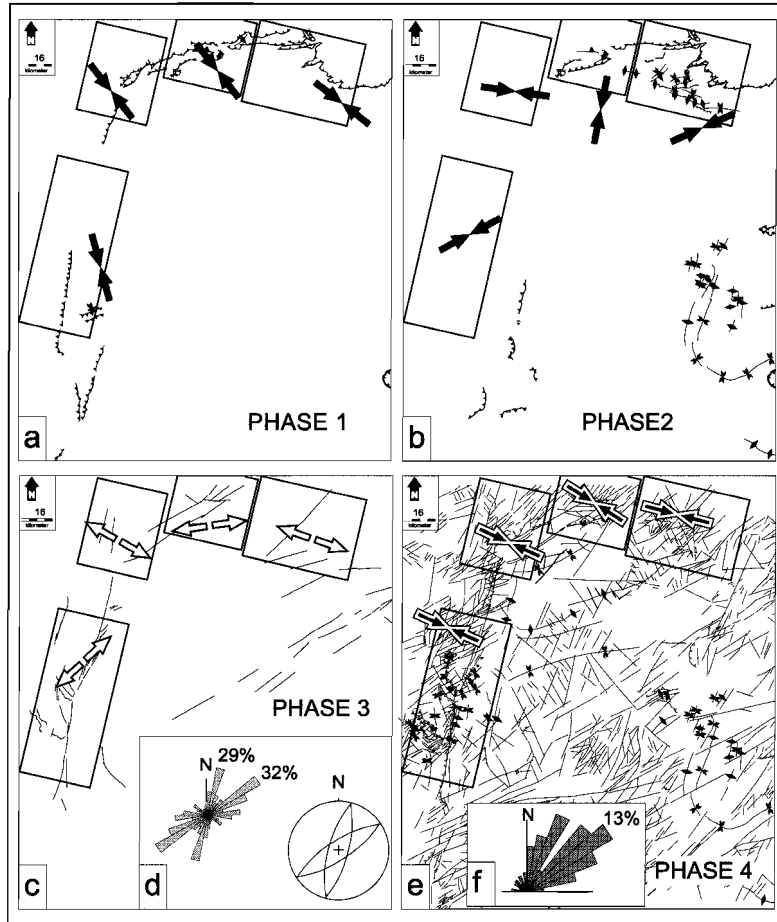 N
16
kilometer
a
PHASE 1
N
16
kilometer
b
PHASE2
N
16
kilometer
PHASE 3
c
N
29%
32%
N
d
N
16
kilometer
e
N
13%
f
PHASE 4